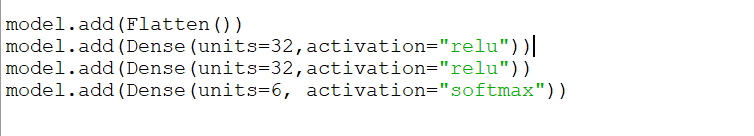 model.add(Flatten())
model.add(Dense(units=32,activation="relu"))
model.add(Dense(units=32,activation="relu"))
model.add(Dense(units=6, activation="softmax"))